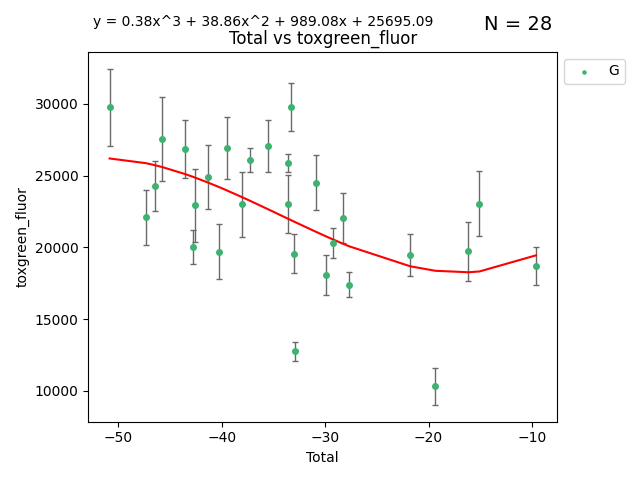 y = 0.38x^3 + 38.86x^2 + 989.08x + 25695.09
N = 28
Total vs toxgreen_fluor
G
30000
25000
20000
15000
10000
toxgreen_fluor
−50
−40
−30
−20
−10
Total